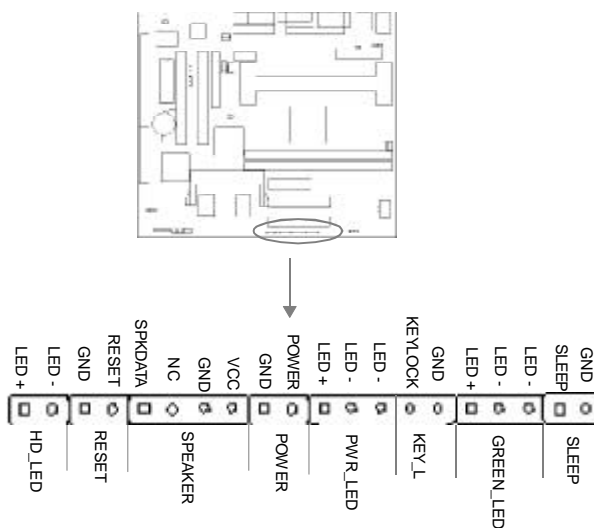 LED +
LED -
GND
RESET
SPKDATA
NC
GND
VCC
GND
POWER
LED +
LED -
LED -
KEYLOCK
GND
LED +
LED -
LED -
SLEEP
GND
HD_LED
RESET
SPEAKER
POWER
PWR_LED
KEY_L
GREEN_LED
SLEEP